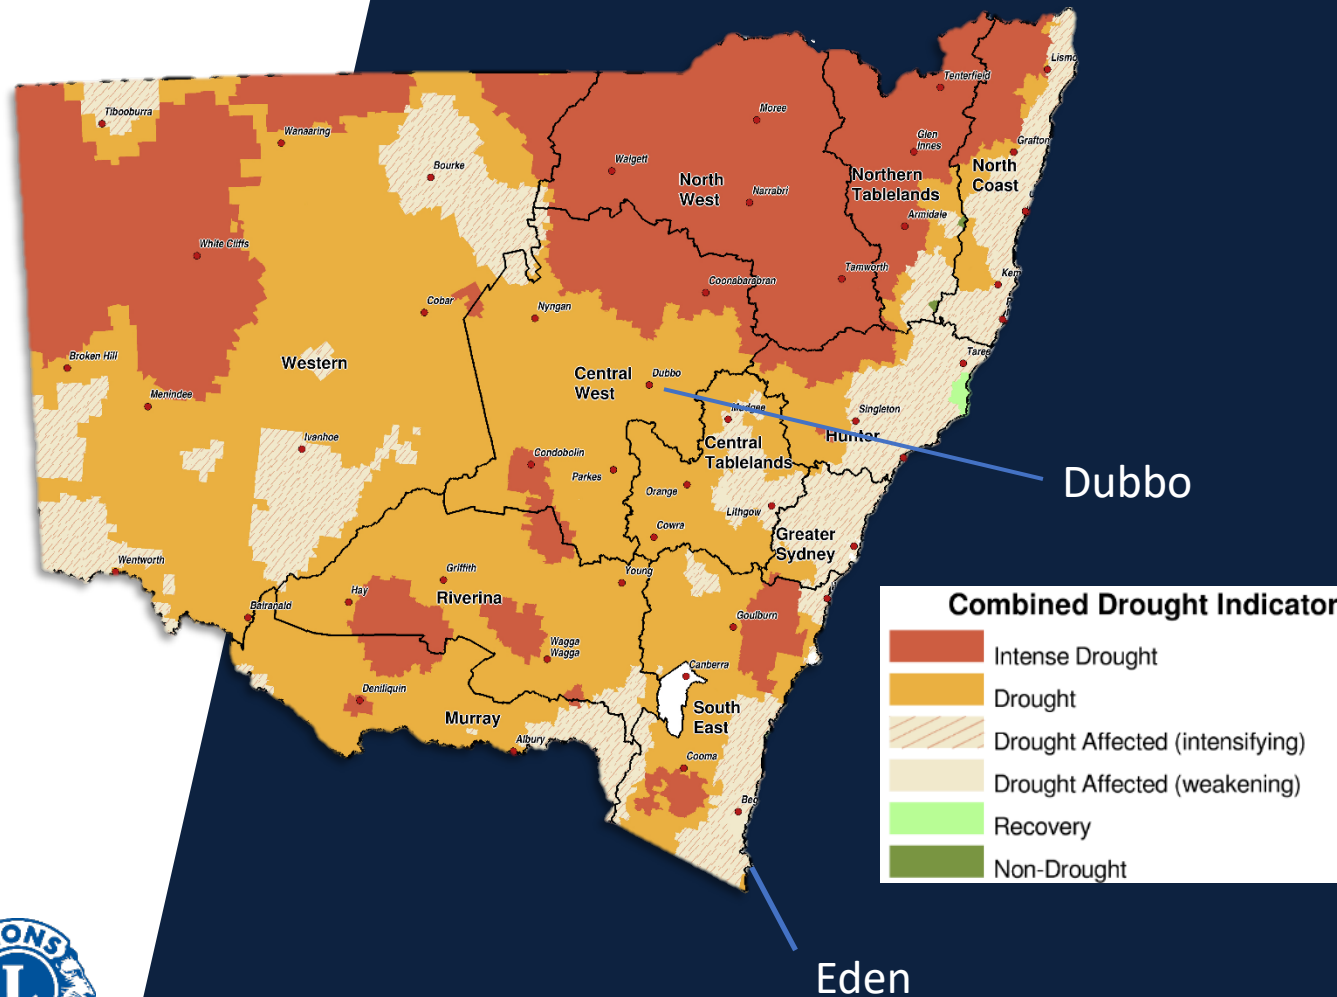 Tibooburra
Wanaaring
Bourke
White Cliffs
Cobar
Broken Hill
Western
Menindee
Ivanhoe
Wentworth
Balranald
Walgett
Moree
North
West
Narrabri
Tenterfield
Glen
Innes
Northern
Tablelands
Armidale
Tamworth
Coonabarabran
Lismo
Grafton
North
Coast
Kem
Taree
Nyngan
Central
West
Dubbo
Mudgee
Central
Tablelands
Singleton
Hunter
Condobolin
Parkes
Orange
Lithgow
Cowra
Greater
Sydney
Griffith
Hay
Riverina
Young
Wagga
Wagga
Goulburn
Canberra
Deniliquin
Murray
Albury
South
East
Cooma
Beg
Dubbo
Eden
Combined Drought Indicator
Intense Drought
Drought
Drought Affected (intensifying)
Drought Affected (weakening)
Recovery
Non-Drought
ONS
L